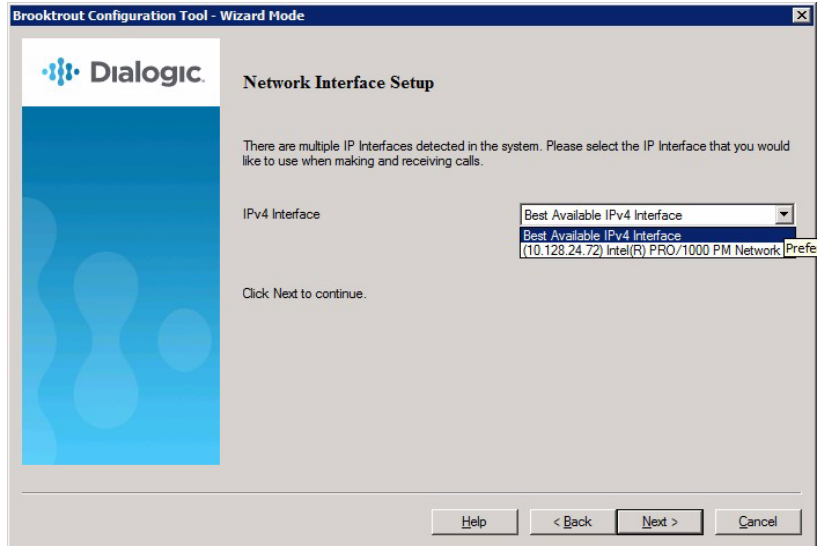 Brooktrout Configuration Tool - Wizard Mode
Dialogic
Network Interface Setup
There are multiple IP Interfaces detected in the system. Please select the IP Interface that you would
like to use when making and receiving calls.
IPv4 Interface
Best Available IPv4 Interface
Best Available IPv4 Interface
(10.128.24.72) Intel(R) PRO/1000 PM Network
Prefe
Click Next to continue.
Help
< Back
Next >
Cancel